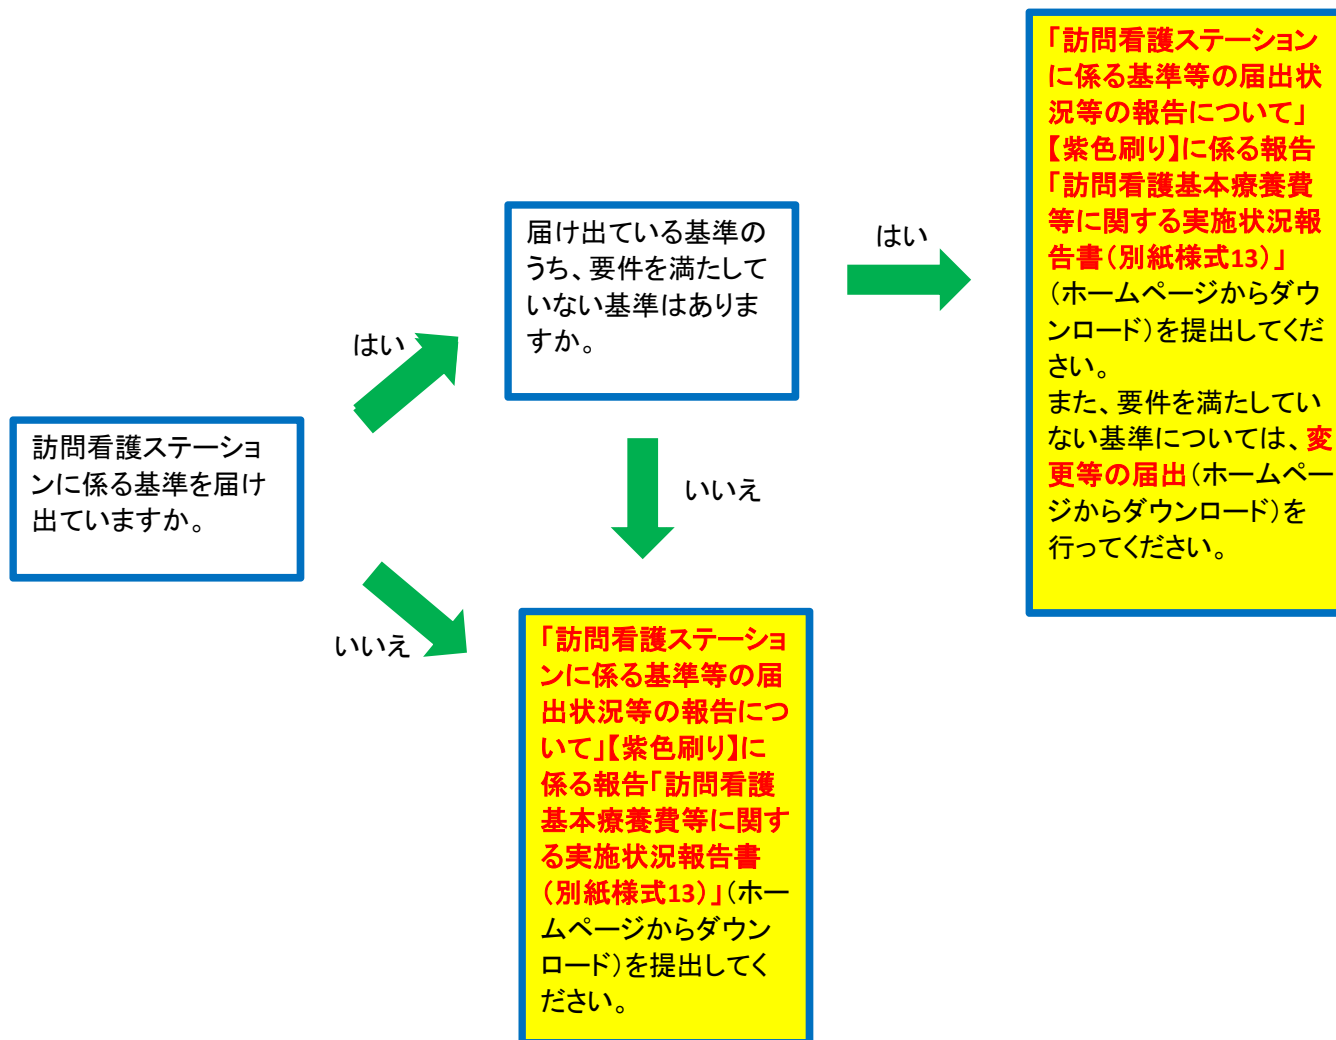 訪問看護ステーショ
ンに係る基準を届け
出ていますか。
はい
いいえ
届け出ている基準の
うち、要件を満たして
いない基準はありま
すか。
はい
いいえ
「訪問看護ステーション
に係る基準等の届出状
況等の報告について」
【紫色刷り】に係る報告
「訪問看護基本療養費
等に関する実施状況報
告書（別紙様式13）」
（ホームページからダウ
ンロード）を提出してくだ
さい。
また、要件を満たしてい
ない基準については、変
更等の届出（ホームペー
ジからダウンロード）を
行ってください。
「訪問看護ステーショ
ンに係る基準等の届
出状況等の報告につ
いて」【紫色刷り】に
係る報告「訪問看護
基本療養費等に関す
る実施状況報告書
（別紙様式13）」（ホー
ムページからダウン
ロード）を提出してく
ださい。